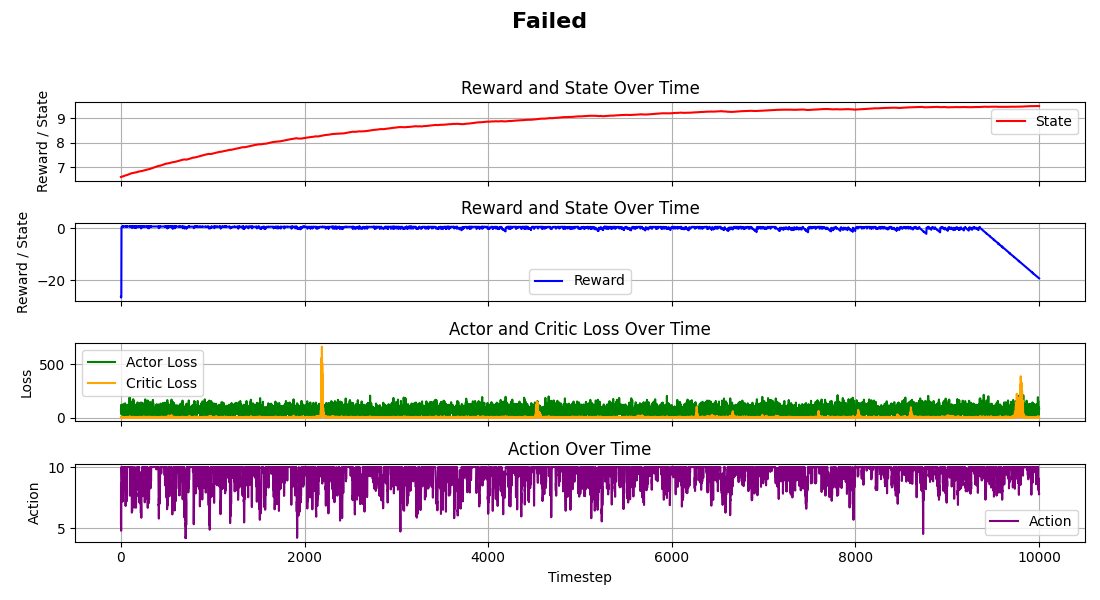 Failed
Reward and State Over Time
Reward / State
9
8
7
State
Reward and State Over Time
Reward / State
0
−20
Reward
Actor and Critic Loss Over Time
Loss
500
0
Actor Loss
Critic Loss
Action Over Time
Action
10
5
Action
0 2000 4000 6000 8000 10000
Timestep